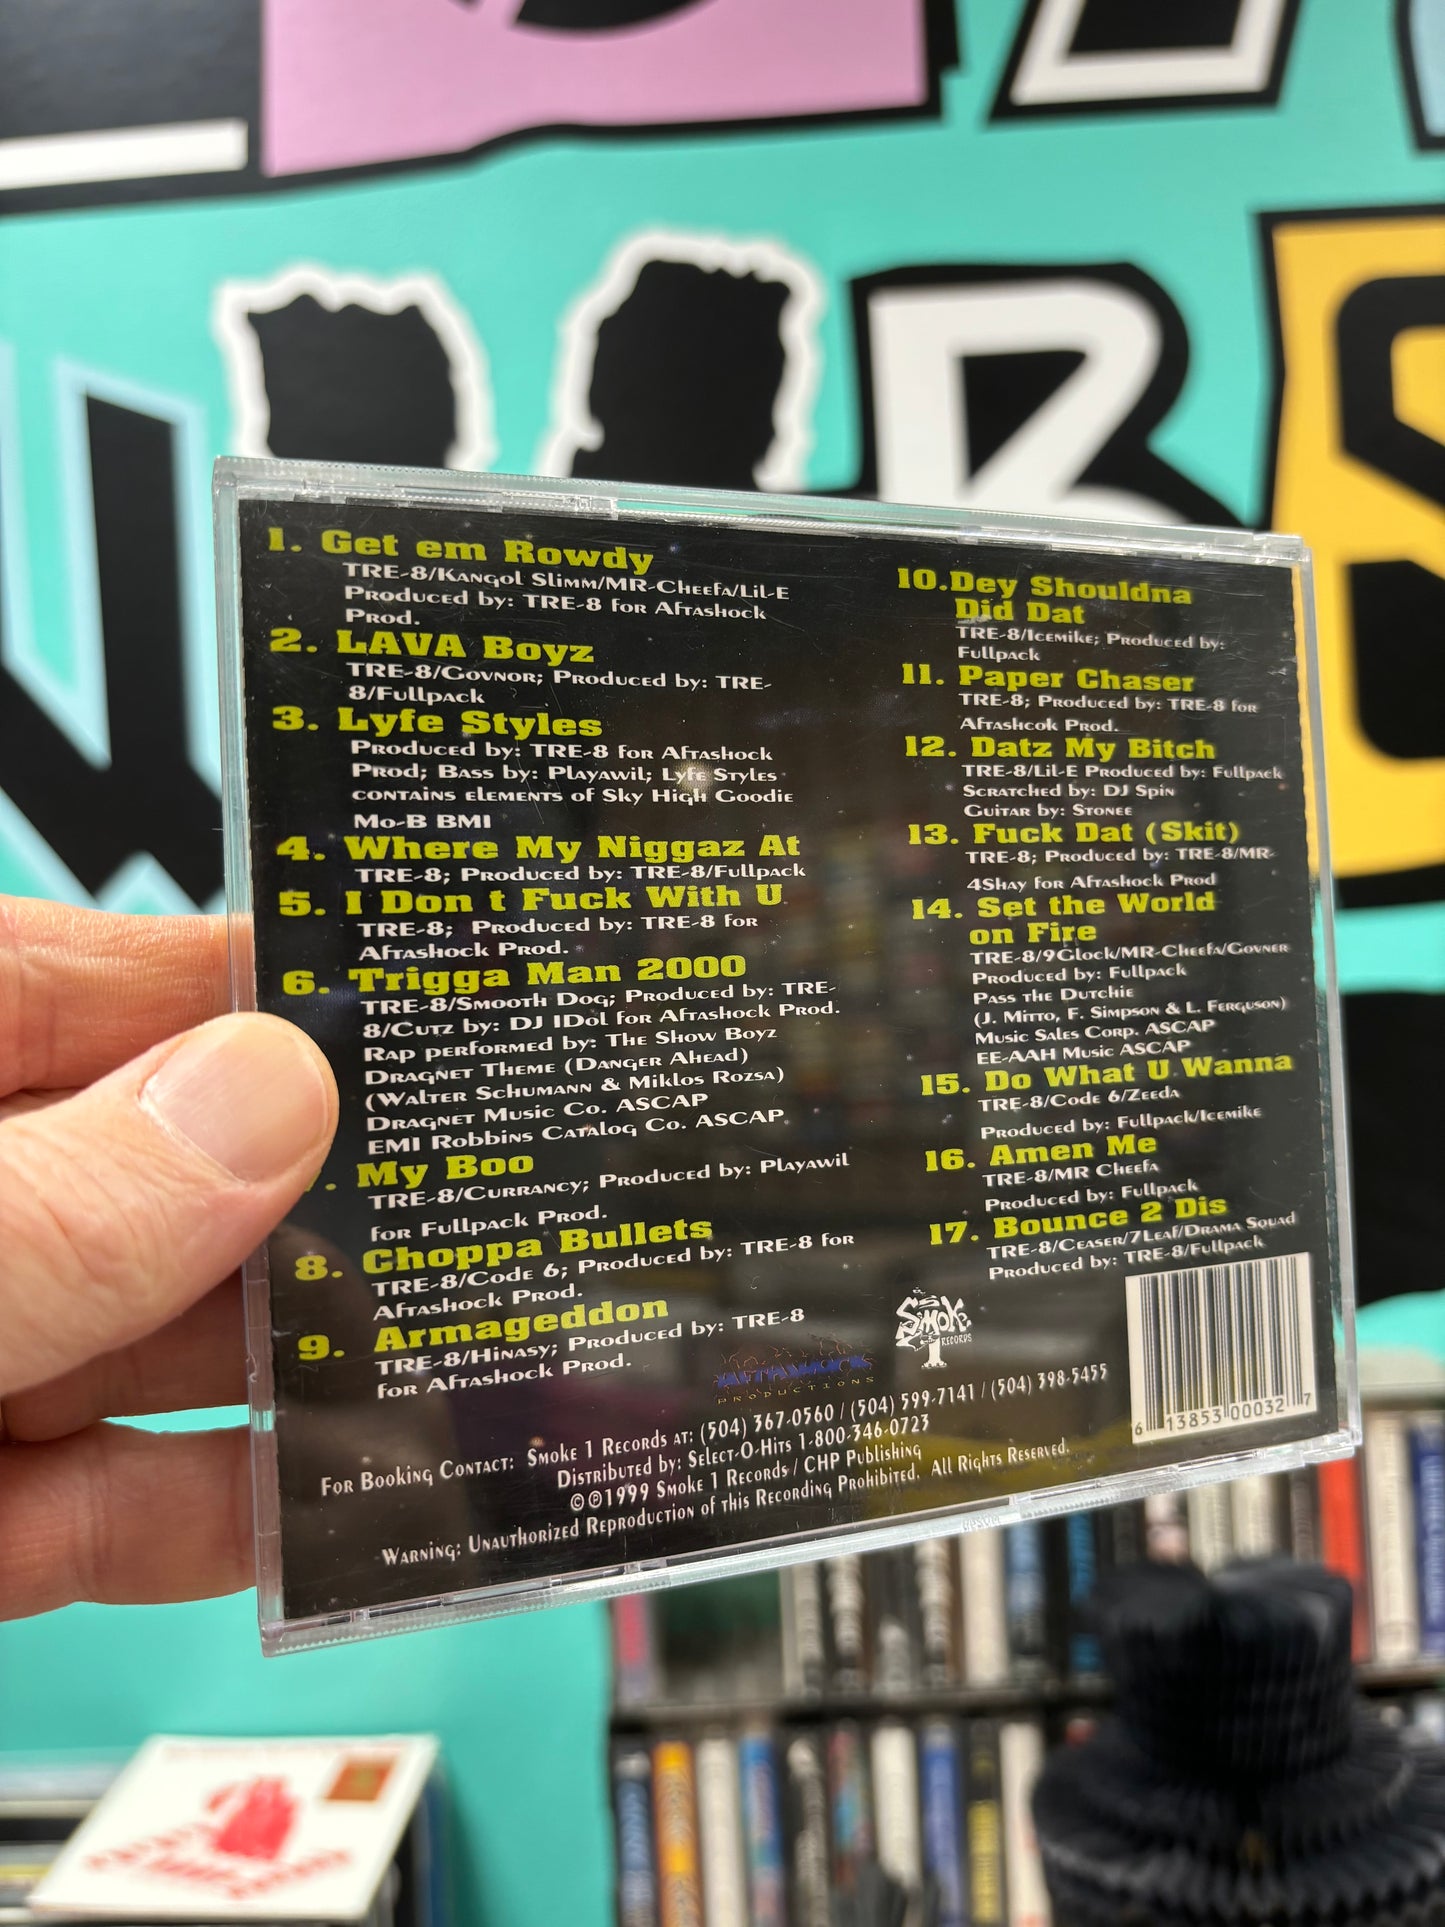 1. Get em Rowdy
TRE-8/Kangol Slimm/MR-Cheefa/Lil-E
Produced by: TRE-8 for Aftashock
Prod.
2. LAVA Boyz
TRE-8/Govnor; Produced by: TRE-
8/Fullpack
3. Lyfe Styles
Produced by: TRE-8 for Aftashock
Prod; Bass by: Playawil; Lyfe Styles
contains elements of Sky High Goodie
Mo-B BMI
4. Where My Niggaz At
TRE-8; Produced by: TRE-8/Fullpack
5. I Don t Fuck With U
TRE-8; Produced by: TRE-8 for
Aftashock Prod.
6. Trigga Man 2000
TRE-8/Smooth Dog; Produced by: TRE-
8/Cutz by: DJ IDol for Aftashock Prod.
Rap performed by: The Show Boyz
Dragnet Theme (Danger Ahead)
(Walter Schumann & Miklos Rozsa)
Dragnet Music Co. ASCAP
EMI Robbins Catalog Co. ASCAP
. My Boo
TRE-8/Currancy; Produced by: Playawil
for Fullpack Prod.
8. Choppa Bullets
TRE-8/Code 6; Produced by: TRE-8 for
Aftashock Prod.
9. Armageddon
TRE-8/Hinasy; Produced by: TRE-8
for Aftashock Prod.
10.Dey Shouldna
Did Dat
TRE-8/Icemike; Produced by:
Fullpack
11. Paper Chaser
TRE-8; Produced by: TRE-8 for
Aftashcok Prod.
12. Datz My Bitch
TRE-8/Lil-E Produced by: Fullpack
Scratched by: DJ Spin
Guitar by: Stonee
13. Fuck Dat (Skit)
TRE-8; Produced by: TRE-8/MR-
4Shay for Aftashock Prod
14. Set the World
on Fire
TRE-8/9Glock/MR-Cheefa/Govner
Produced by: Fullpack
Pass the Dutchie
(J. Mitto, F. Simpson & L. Ferguson)
Music Sales Corp. ASCAP
EE-AAH Music ASCAP
15. Do What U Wanna
TRE-8/Code 6/Zeeda
Produced by: Fullpack/Icemike
16. Amen Me
TRE-8/MR Cheefa
Produced by: Fullpack
17. Bounce 2 Dis
TRE-8/Ceaser/7Leaf/Drama Squad
Produced by: TRE-8/Fullpack
AFTASHOCK
PRODUCTIONS
Smoke
1 Records
For Booking Contact: Smoke 1 Records at: (504) 367-0560 / (504) 599-7141 / (504) 398-5455
Distributed by: Select-O-Hits 1-800-346-0723
©℗1999 Smoke 1 Records / CHP Publishing
Warning: Unauthorized Reproduction of this Recording Prohibited. All Rights Reserved.
6 13853 00032 7